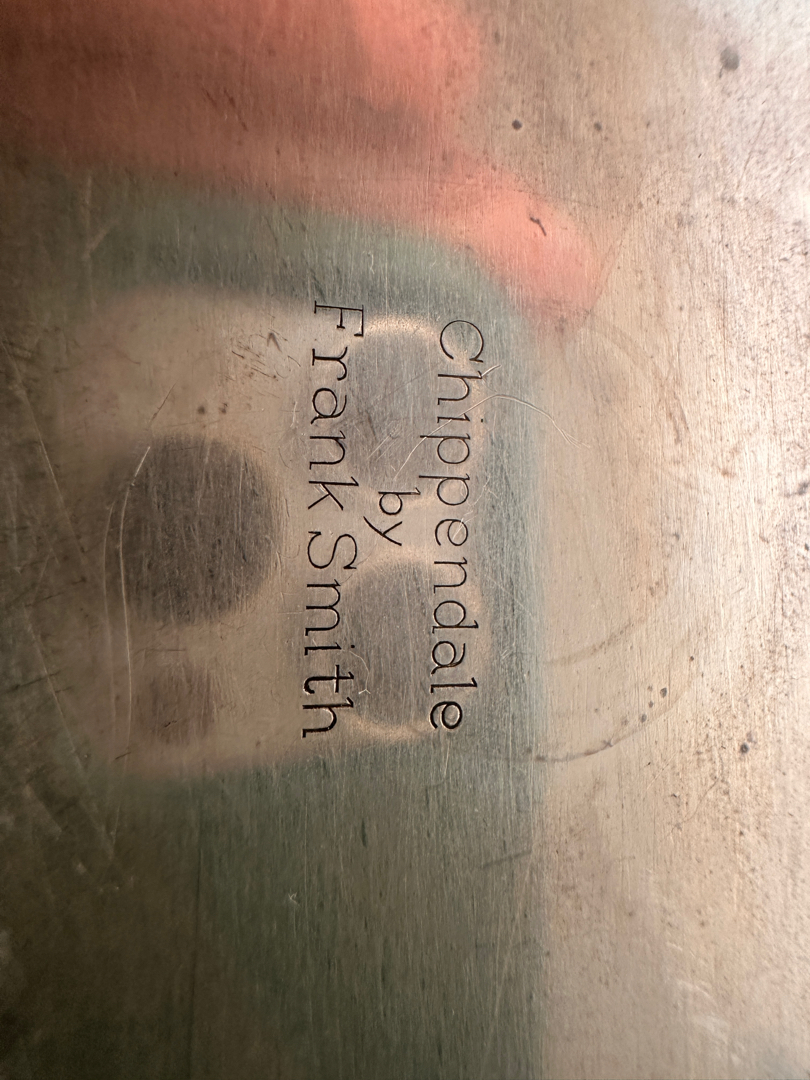 Chippendale
by
Frank Smith